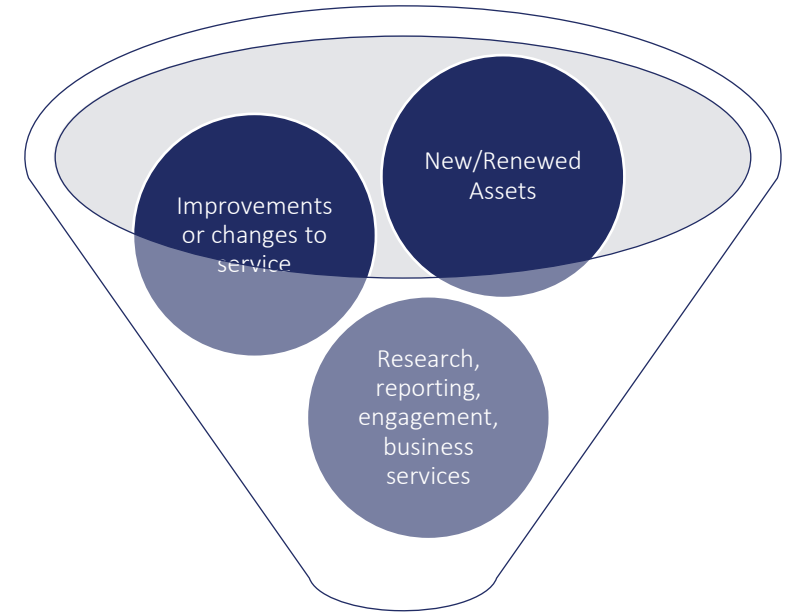 New/Renewed
Assets
Improvements
or changes to
service
Research,
reporting,
engagement,
business
services